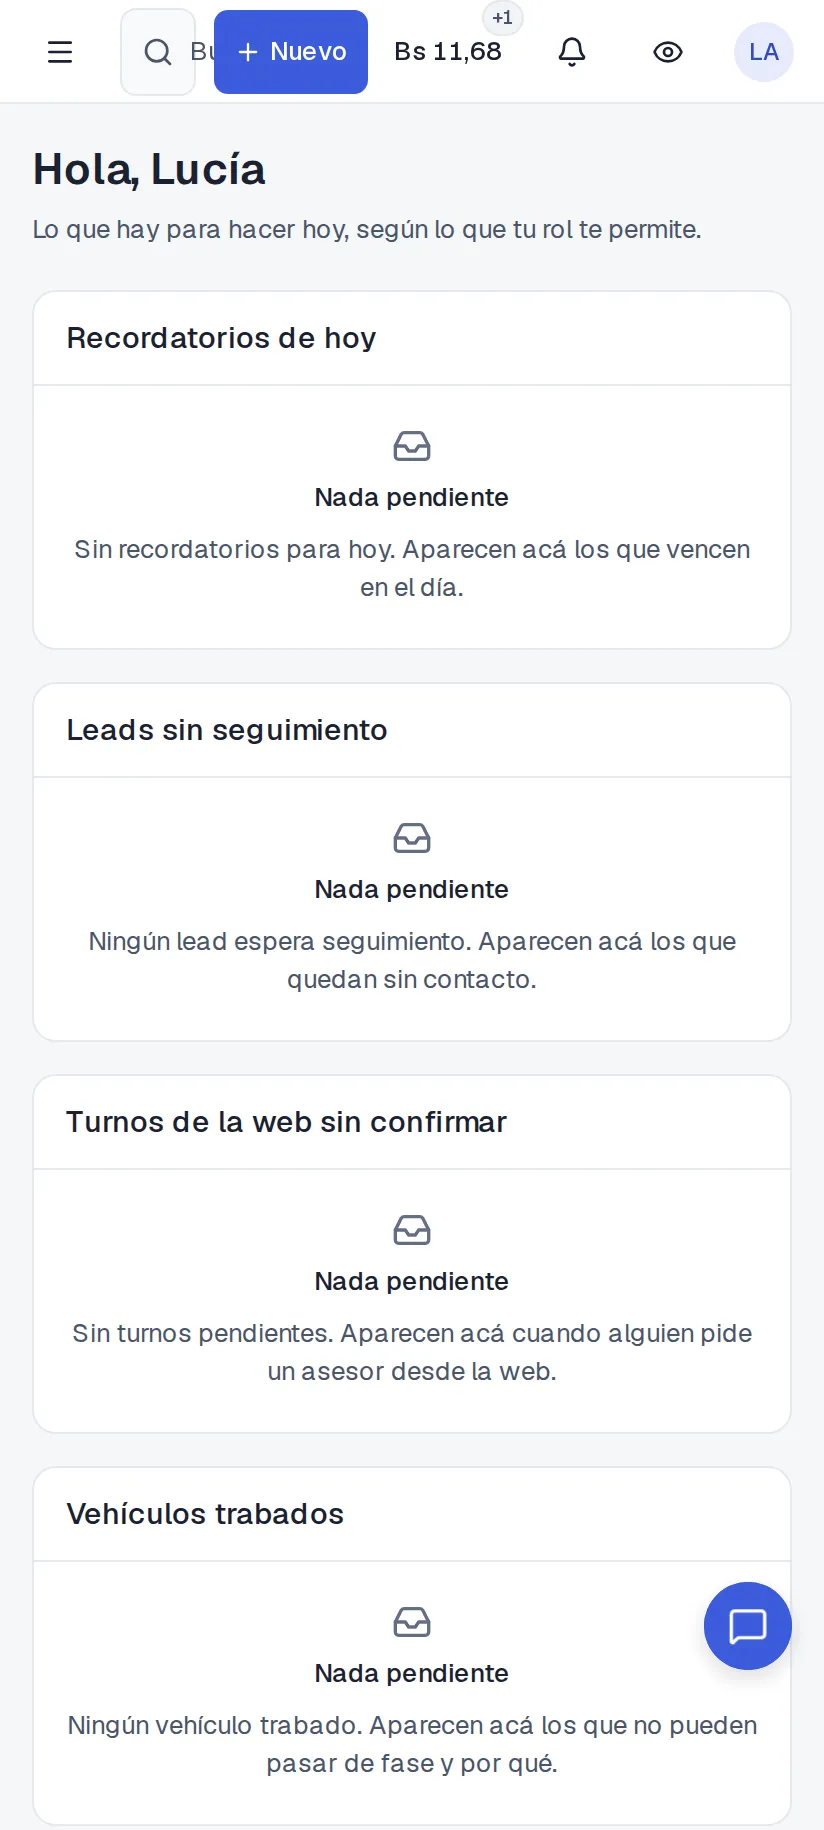 Bu
+ Nuevo
Bs 11,68
+1
LA
Hola, Lucía
Lo que hay para hacer hoy, según lo que tu rol te permite.
Recordatorios de hoy
Nada pendiente
Sin recordatorios para hoy. Aparecen acá los que vencen
en el día.
Leads sin seguimiento
Nada pendiente
Ningún lead espera seguimiento. Aparecen acá los que
quedan sin contacto.
Turnos de la web sin confirmar
Nada pendiente
Sin turnos pendientes. Aparecen acá cuando alguien pide
un asesor desde la web.
Vehículos trabados
Nada pendiente
Ningún vehículo trabado. Aparecen acá los que no pueden
pasar de fase y por qué.